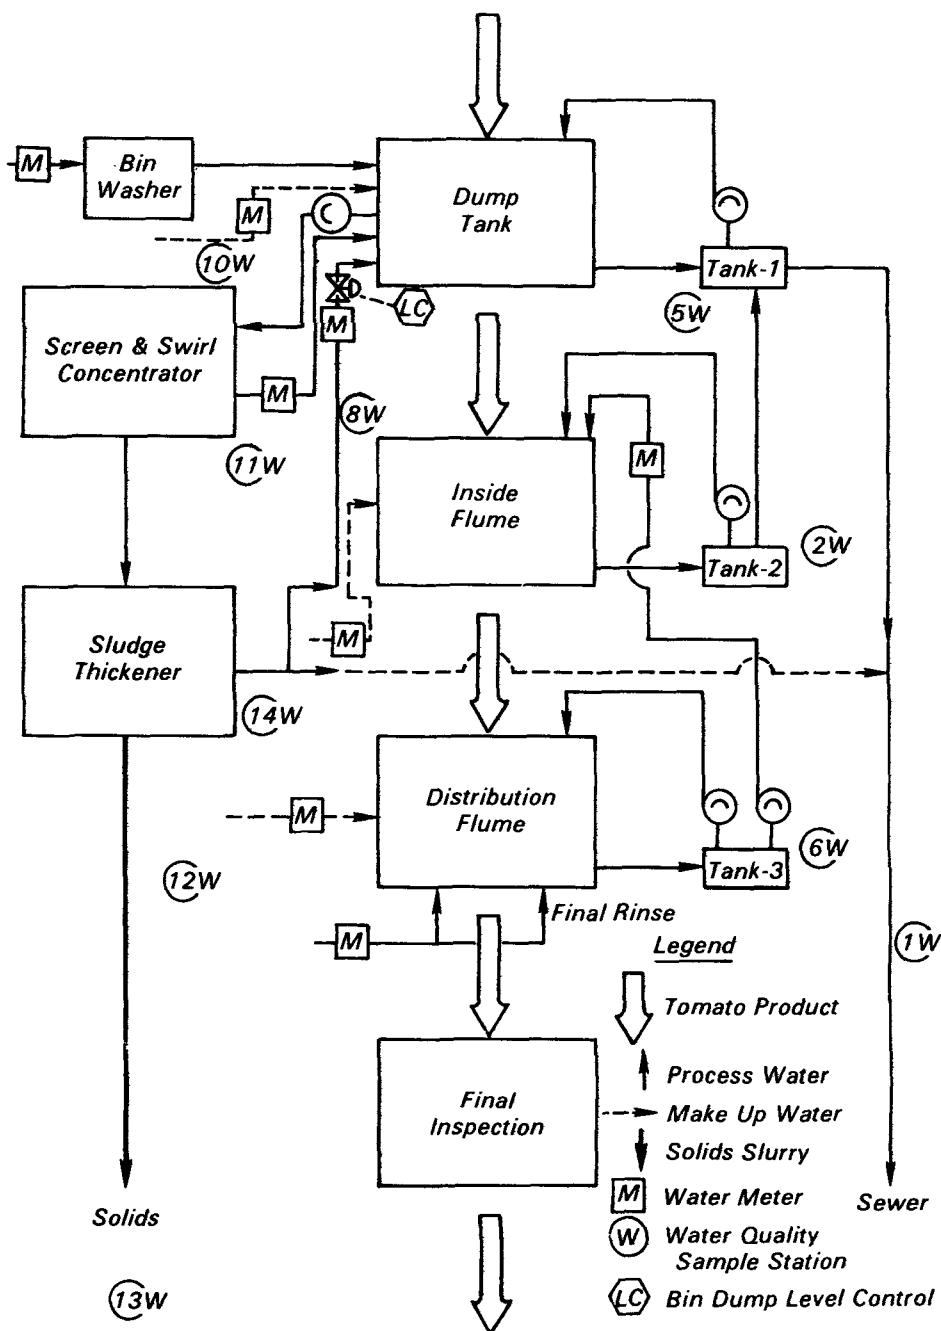 M
Bin
Washer
Dump
Tank
M
10W
Tank-1
LC
5W
M
Screen & Swirl
Concentrator
M
8W
11W
M
Inside
Flume
2W
Tank-2
Sludge
Thickener
M
14W
Distribution
Flume
M
6W
Tank-3
12W
Final Rinse
M
1W
Legend
Tomato Product
Final
Inspection
Process Water
Make Up Water
Solids Slurry
M Water Meter
Solids
Sewer
W Water Quality
Sample Station
13W
LC Bin Dump Level Control